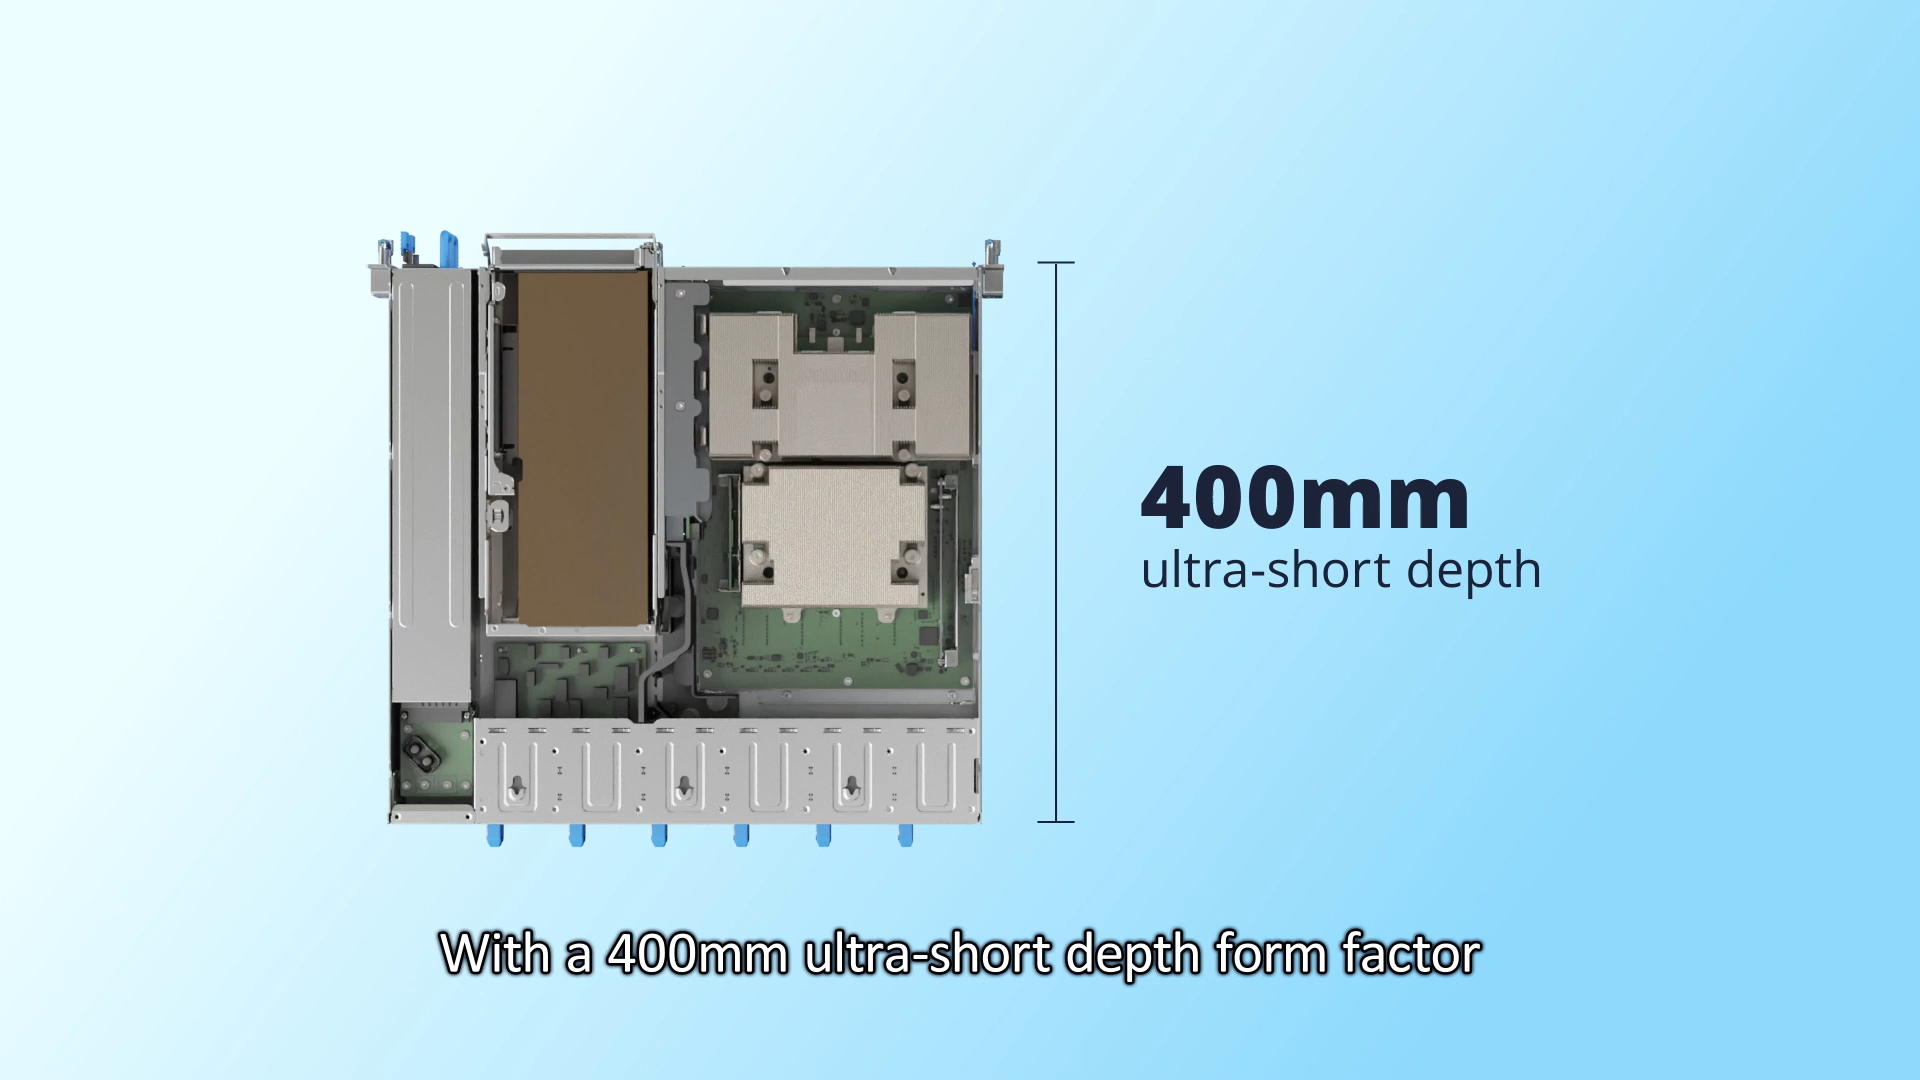 400mm
ultra-short depth
With a 400mm ultra-short depth form factor